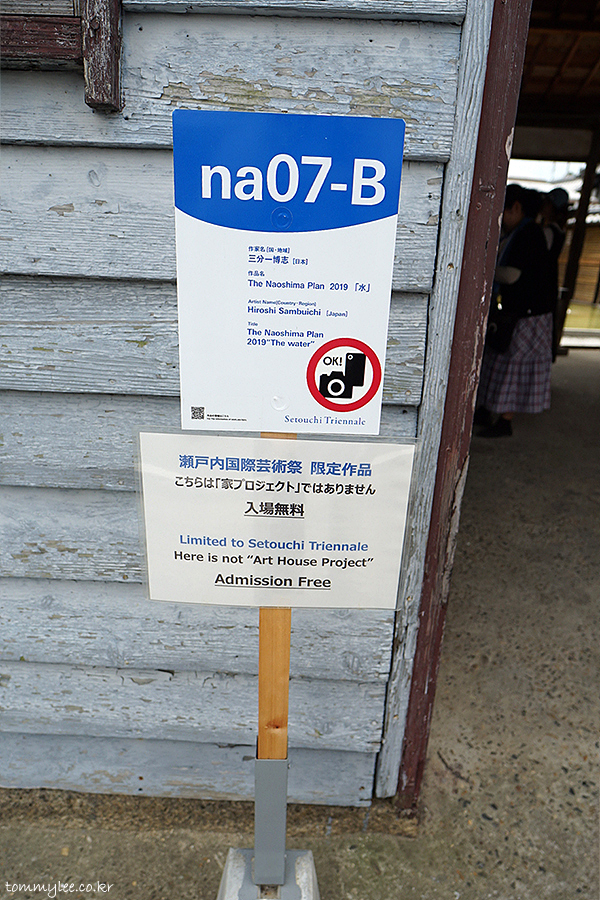 na07-B
作家名[国・地域]
三分一博志 [日本]
作品名
The Naoshima Plan 2019 「水」
Artist Name[Country・Region]
Hiroshi Sambuichi [Japan]
Title
The Naoshima Plan
2019"The water"
OK!
Setouchi Triennale
瀬戸内国際芸術祭 限定作品
こちらは「家プロジェクト」ではありません
入場無料
Limited to Setouchi Triennale
Here is not "Art House Project"
Admission Free
tommylee.co.kr